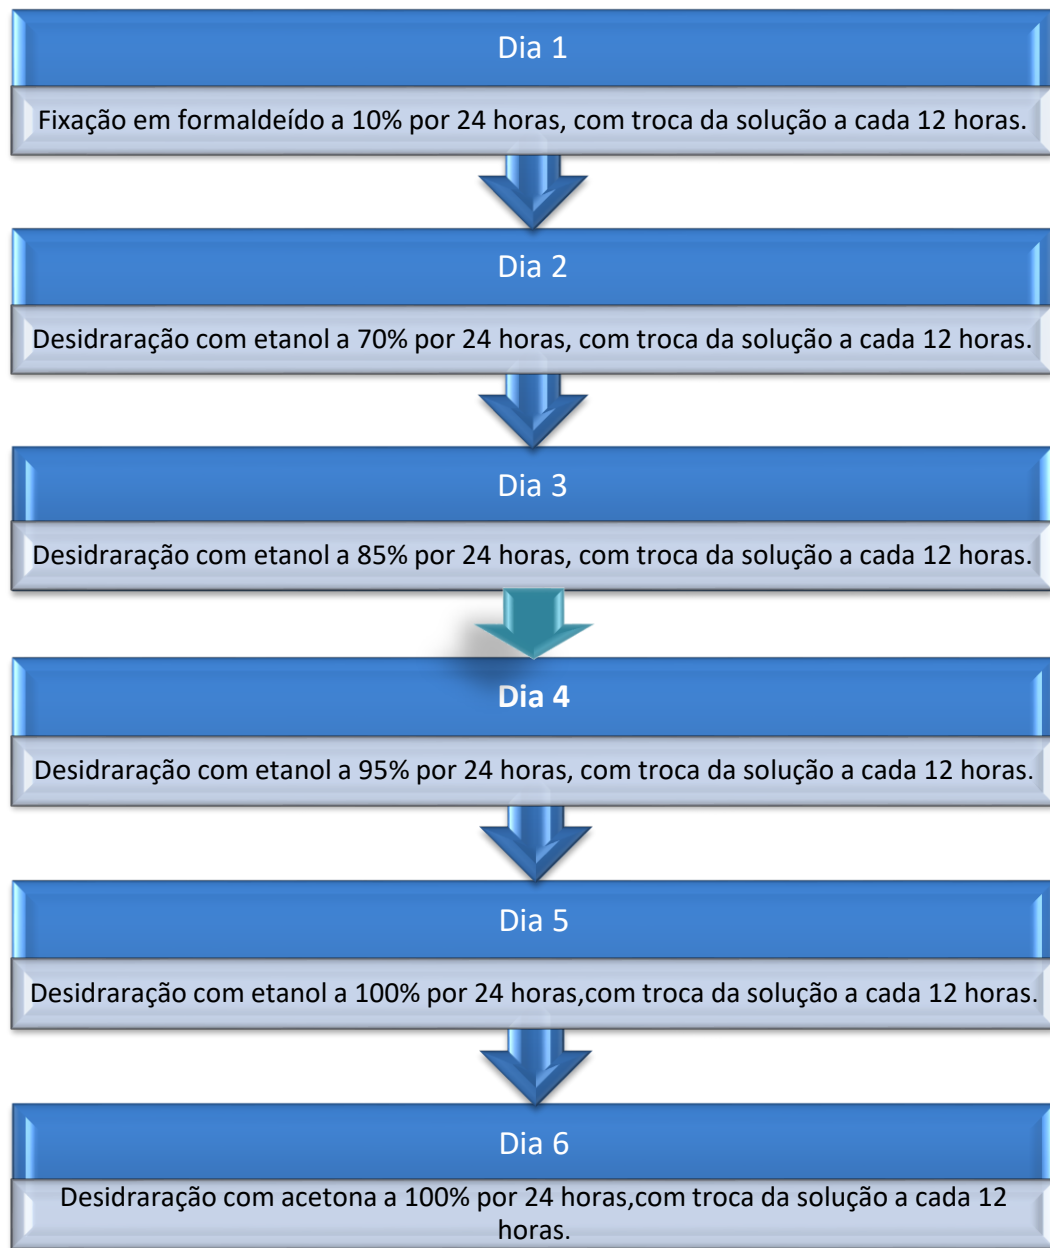 Dia 1
Fixação em formaldeído a 10% por 24 horas, com troca da solução a cada 12 horas.
Dia 2
Desidraração com etanol a 70% por 24 horas, com troca da solução a cada 12 horas.
Dia 3
Desidraração com etanol a 85% por 24 horas, com troca da solução a cada 12 horas.
Dia 4
Desidraração com etanol a 95% por 24 horas, com troca da solução a cada 12 horas.
Dia 5
Desidraração com etanol a 100% por 24 horas,com troca da solução a cada 12 horas.
Dia 6
Desidraração com acetona a 100% por 24 horas,com troca da solução a cada 12
horas.